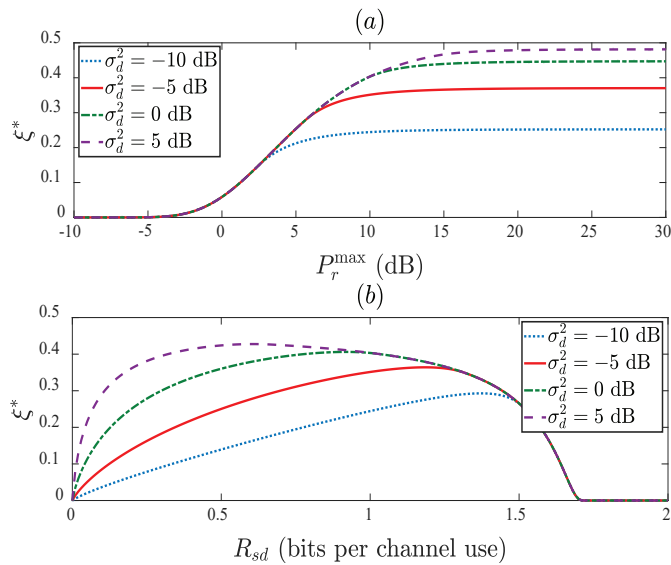 (a)
0.5
0.4
0.3
0.2
0.1
0
ξ*
σ_d^2 = −10 dB
σ_d^2 = −5 dB
σ_d^2 = 0 dB
σ_d^2 = 5 dB
-10 -5 0 5 10 15 20 25 30
P_r^max (dB)
(b)
0.5
0.4
0.3
0.2
0.1
0
ξ*
σ_d^2 = −10 dB
σ_d^2 = −5 dB
σ_d^2 = 0 dB
σ_d^2 = 5 dB
0 0.5 1 1.5 2
R_sd (bits per channel use)